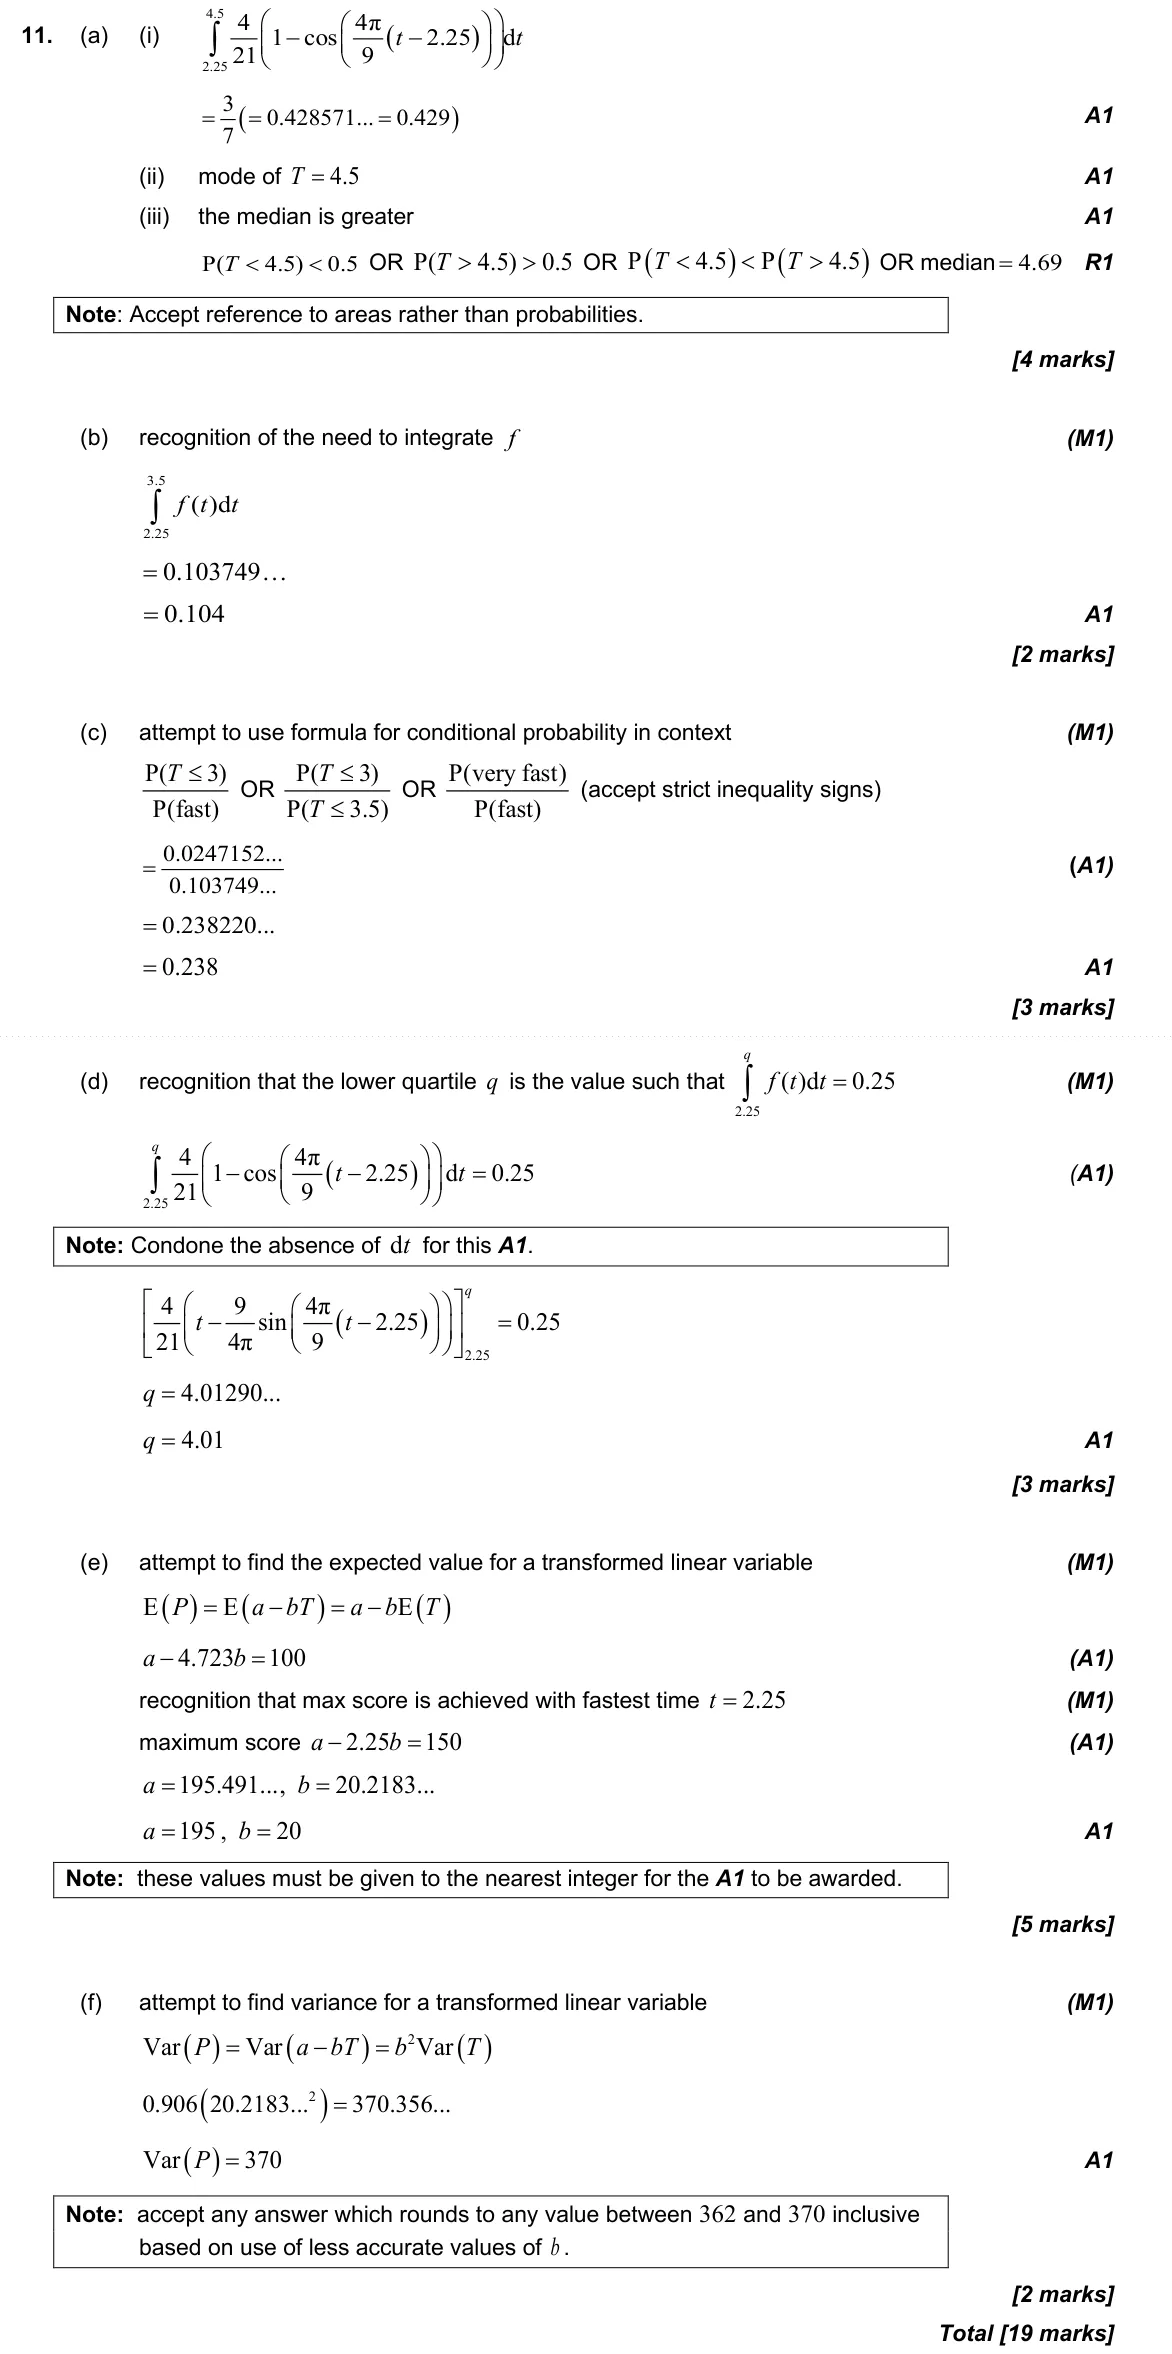 11. (a) (i) ∫_{2.25}^{4.5} 4/21 (1 − cos(4π/9 (t − 2.25))) dt
= 3/7 (= 0.428571... = 0.429) A1
(ii) mode of T = 4.5 A1
(iii) the median is greater A1
P(T < 4.5) < 0.5 OR P(T > 4.5) > 0.5 OR P(T < 4.5) < P(T > 4.5) OR median = 4.69 R1
Note: Accept reference to areas rather than probabilities.
[4 marks]
(b) recognition of the need to integrate f (M1)
∫_{2.25}^{3.5} f(t)dt
= 0.103749…
= 0.104 A1
[2 marks]
(c) attempt to use formula for conditional probability in context (M1)
P(T ≤ 3)/P(fast) OR P(T ≤ 3)/P(T ≤ 3.5) OR P(very fast)/P(fast) (accept strict inequality signs)
= 0.0247152.../0.103749... (A1)
= 0.238220...
= 0.238 A1
[3 marks]
(d) recognition that the lower quartile q is the value such that ∫_{2.25}^{q} f(t)dt = 0.25 (M1)
∫_{2.25}^{q} 4/21 (1 − cos(4π/9 (t − 2.25))) dt = 0.25 (A1)
Note: Condone the absence of dt for this A1.
[4/21 (t − 9/4π sin(4π/9 (t − 2.25)))]_{2.25}^{q} = 0.25
q = 4.01290...
q = 4.01 A1
[3 marks]
(e) attempt to find the expected value for a transformed linear variable (M1)
E(P) = E(a − bT) = a − bE(T)
a − 4.723b = 100 (A1)
recognition that max score is achieved with fastest time t = 2.25 (M1)
maximum score a − 2.25b = 150 (A1)
a = 195.491..., b = 20.2183...
a = 195 , b = 20 A1
Note: these values must be given to the nearest integer for the A1 to be awarded.
[5 marks]
(f) attempt to find variance for a transformed linear variable (M1)
Var(P) = Var(a − bT) = b²Var(T)
0.906(20.2183...²) = 370.356...
Var(P) = 370 A1
Note: accept any answer which rounds to any value between 362 and 370 inclusive
based on use of less accurate values of b.
[2 marks]
Total [19 marks]